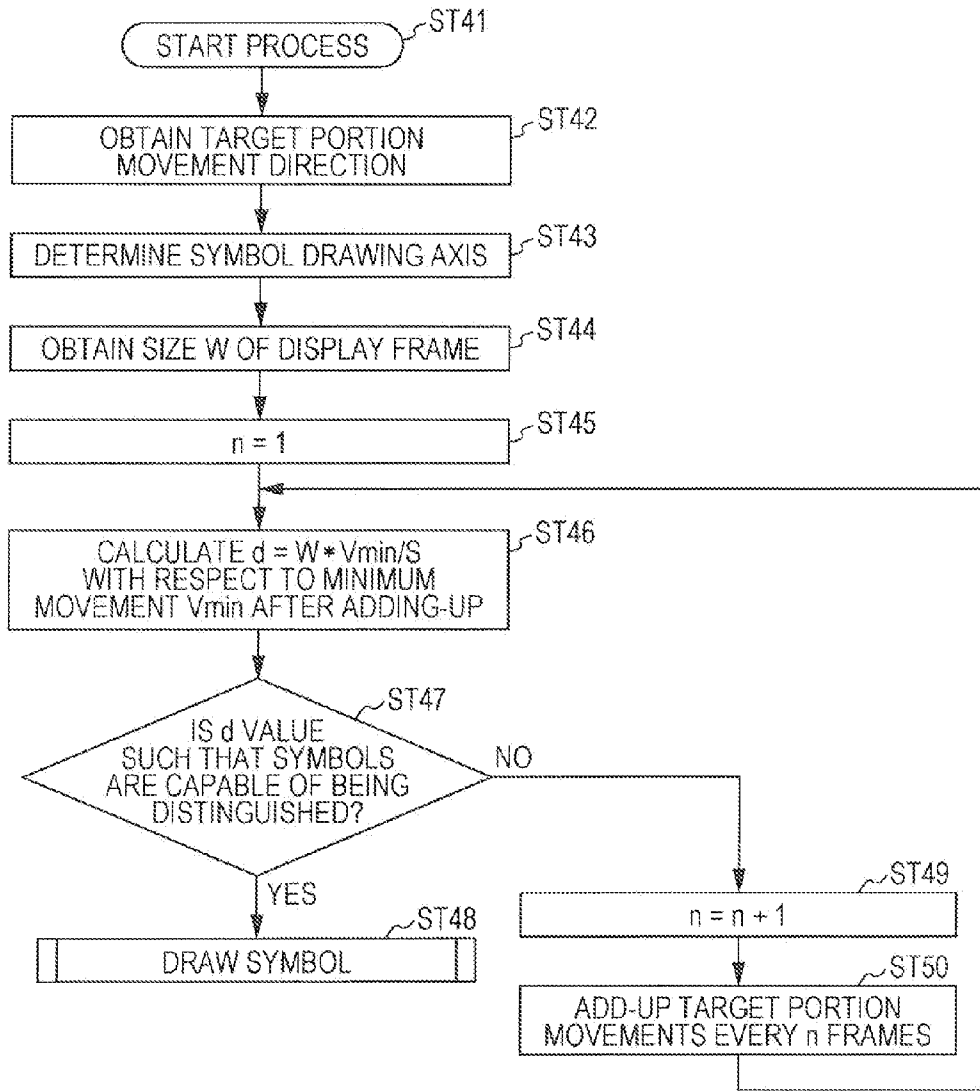 ST41
START PROCESS
ST42
OBTAIN TARGET PORTION
MOVEMENT DIRECTION
ST43
DETERMINE SYMBOL DRAWING AXIS
ST44
OBTAIN SIZE W OF DISPLAY FRAME
ST45
n = 1
ST46
CALCULATE d = W * Vmin/S
WITH RESPECT TO MINIMUM
MOVEMENT Vmin AFTER ADDING-UP
ST47
IS d VALUE
SUCH THAT SYMBOLS
ARE CAPABLE OF BEING
DISTINGUISHED?
NO
YES
ST48
DRAW SYMBOL
ST49
n = n + 1
ST50
ADD-UP TARGET PORTION
MOVEMENTS EVERY n FRAMES